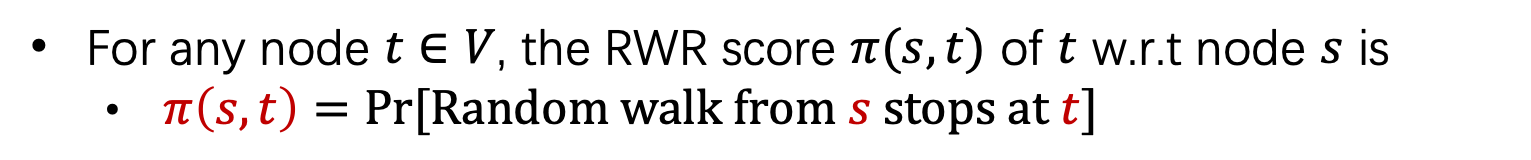 • For any node 𝒕 ∈ 𝑽, the RWR score 𝝅(𝒔, 𝒕) of 𝒕 w.r.t node 𝒔 is
• 𝝅(𝒔, 𝒕) = Pr[Random walk from 𝒔 stops at 𝒕]